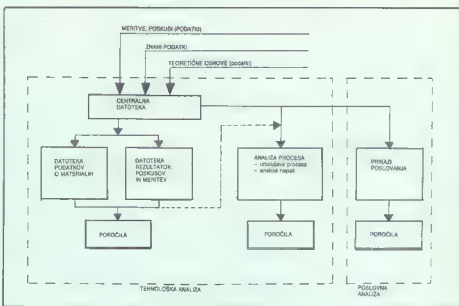 MERITVE, POSKUSI (PODATKI)
ZNANI PODATKI
TEORETIČNE OSNOVE (podatki)
CENTRALNA
DATOTEKA
DATOTEKA
PODATKOV
O MATERIALIH
DATOTEKA
REZULTATOV,
POSKUSOV
IN MERITEV
ANALIZA PROCESA
- izboljšava procesa
- analiza napak
PRIKAZI
POSLOVANJA
POROČILA
POROČILA
POROČILA
TEHNOLOŠKA ANALIZA
POSLOVNA
ANALIZA